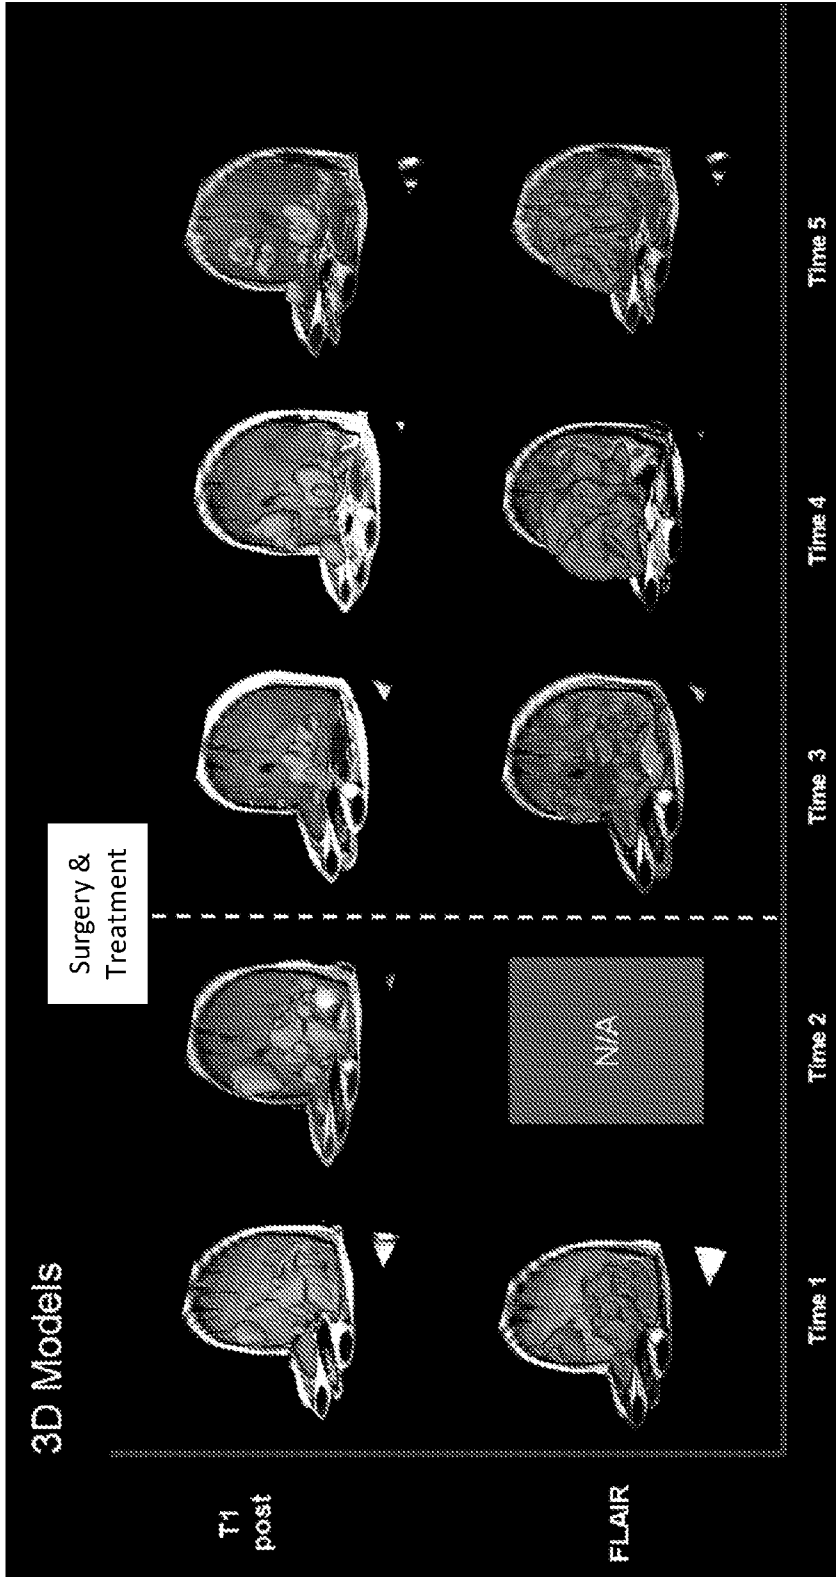 3D Models
Surgery &
Treatment
T1
post
FLAIR
N/A
Time 1
Time 2
Time 3
Time 4
Time 5